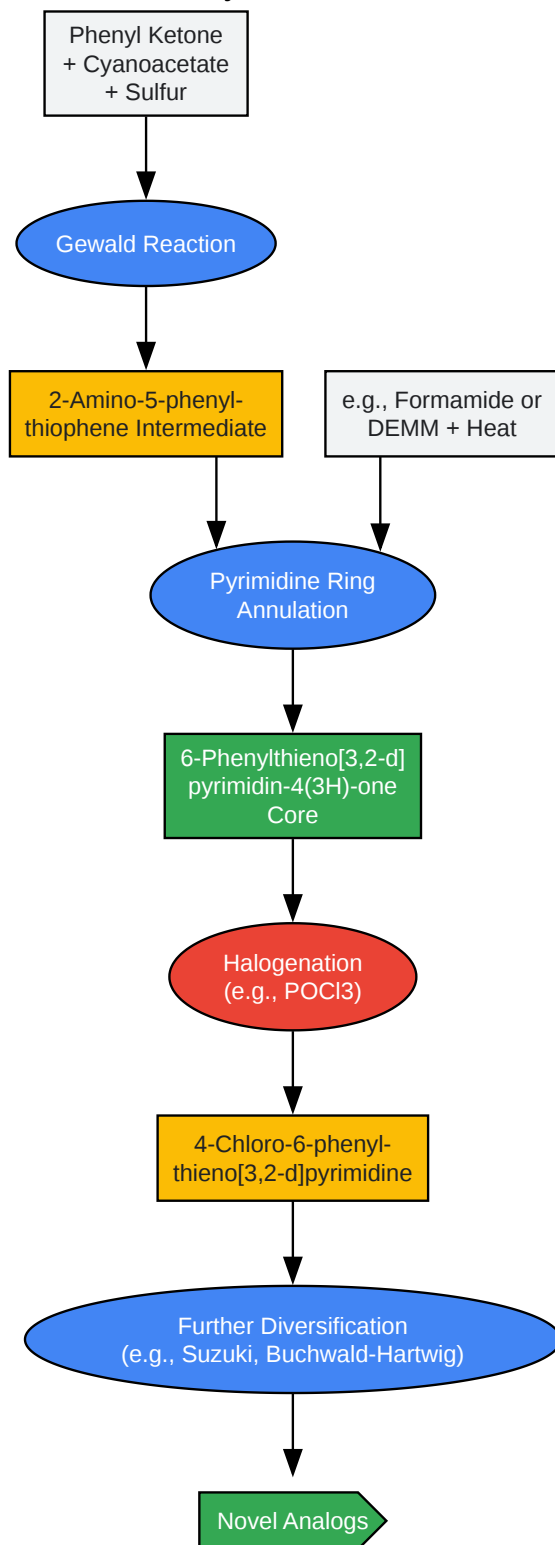 Phenyl Ketone
+ Cyanoacetate
+ Sulfur
Gewald Reaction
2-Amino-5-phenyl-
thiophene Intermediate
e.g., Formamide or
DEMM + Heat
Pyrimidine Ring
Annulation
6-Phenylthieno[3,2-d]
pyrimidin-4(3H)-one
Core
Halogenation
(e.g., POCl3)
4-Chloro-6-phenyl-
thieno[3,2-d]pyrimidine
Further Diversification
(e.g., Suzuki, Buchwald-Hartwig)
Novel Analogs